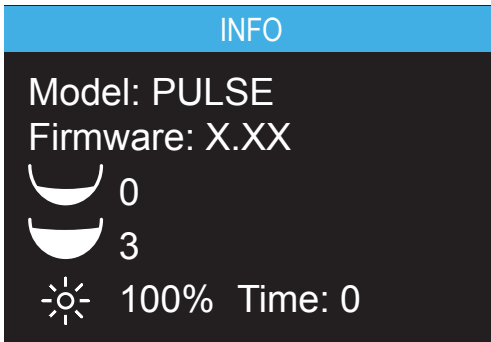 INFO
Model: PULSE
Firmware: X.XX
0
3
100% Time: 0